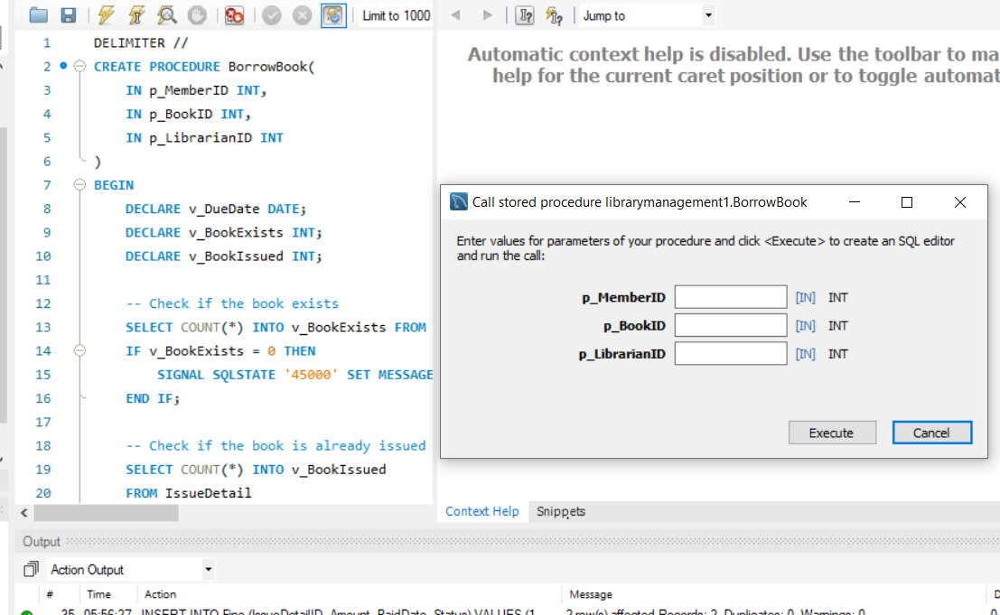 Limit to 1000
Jump to
1 DELIMITER //
2 CREATE PROCEDURE BorrowBook(
3 IN p_MemberID INT,
4 IN p_BookID INT,
5 IN p_LibrarianID INT
6 )
7 BEGIN
8 DECLARE v_DueDate DATE;
9 DECLARE v_BookExists INT;
10 DECLARE v_BookIssued INT;
11
12 -- Check if the book exists
13 SELECT COUNT(*) INTO v_BookExists FROM
14 IF v_BookExists = 0 THEN
15 SIGNAL SQLSTATE '45000' SET MESSAGE
16 END IF;
17
18 -- Check if the book is already issued
19 SELECT COUNT(*) INTO v_BookIssued
20 FROM IssueDetail
Automatic context help is disabled. Use the toolbar to ma
help for the current caret position or to toggle automat
Call stored procedure librarymanagement1.BorrowBook
Enter values for parameters of your procedure and click <Execute> to create an SQL editor
and run the call:
p_MemberID [IN] INT
p_BookID [IN] INT
p_LibrarianID [IN] INT
Execute Cancel
Context Help Snippets
Output
Action Output
# Time Action Message D
35 05:56:27 INSERT INTO Fine (IssueDetailID, Amount, PaidDate, Status) VALUES (1 2 row(s) affected Records: 2 Duplicates: 0 Warnings: 0 0